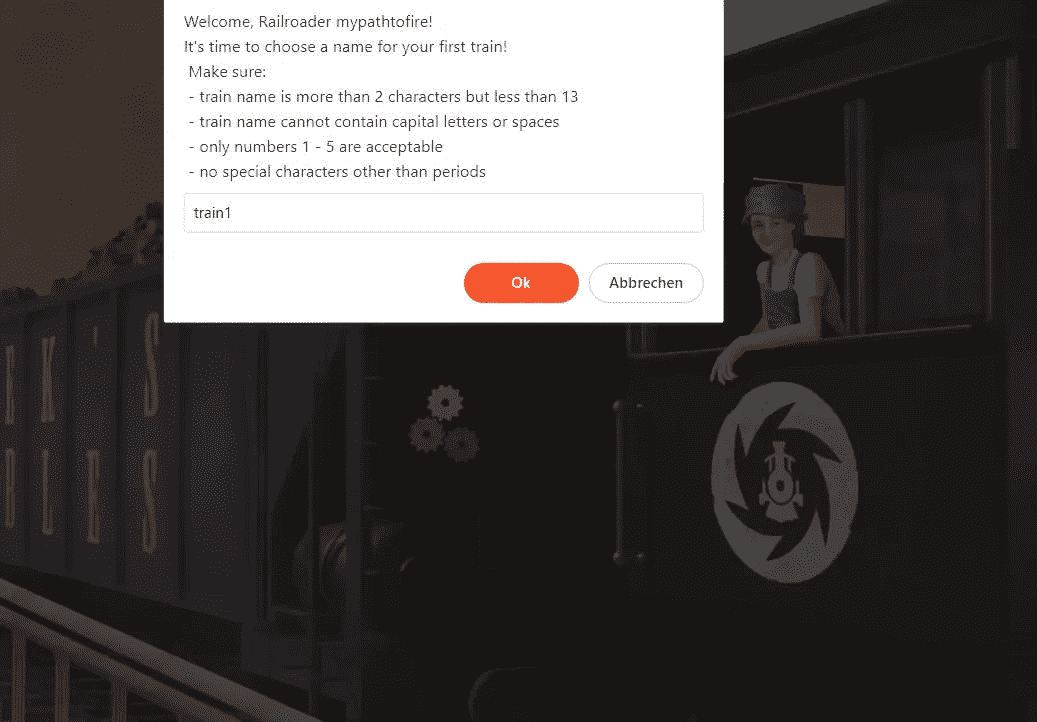 Welcome, Railroader mypathtofire!
It's time to choose a name for your first train!
Make sure:
- train name is more than 2 characters but less than 13
- train name cannot contain capital letters or spaces
- only numbers 1 - 5 are acceptable
- no special characters other than periods
train1
Ok Abbrechen
EK'S
BLES